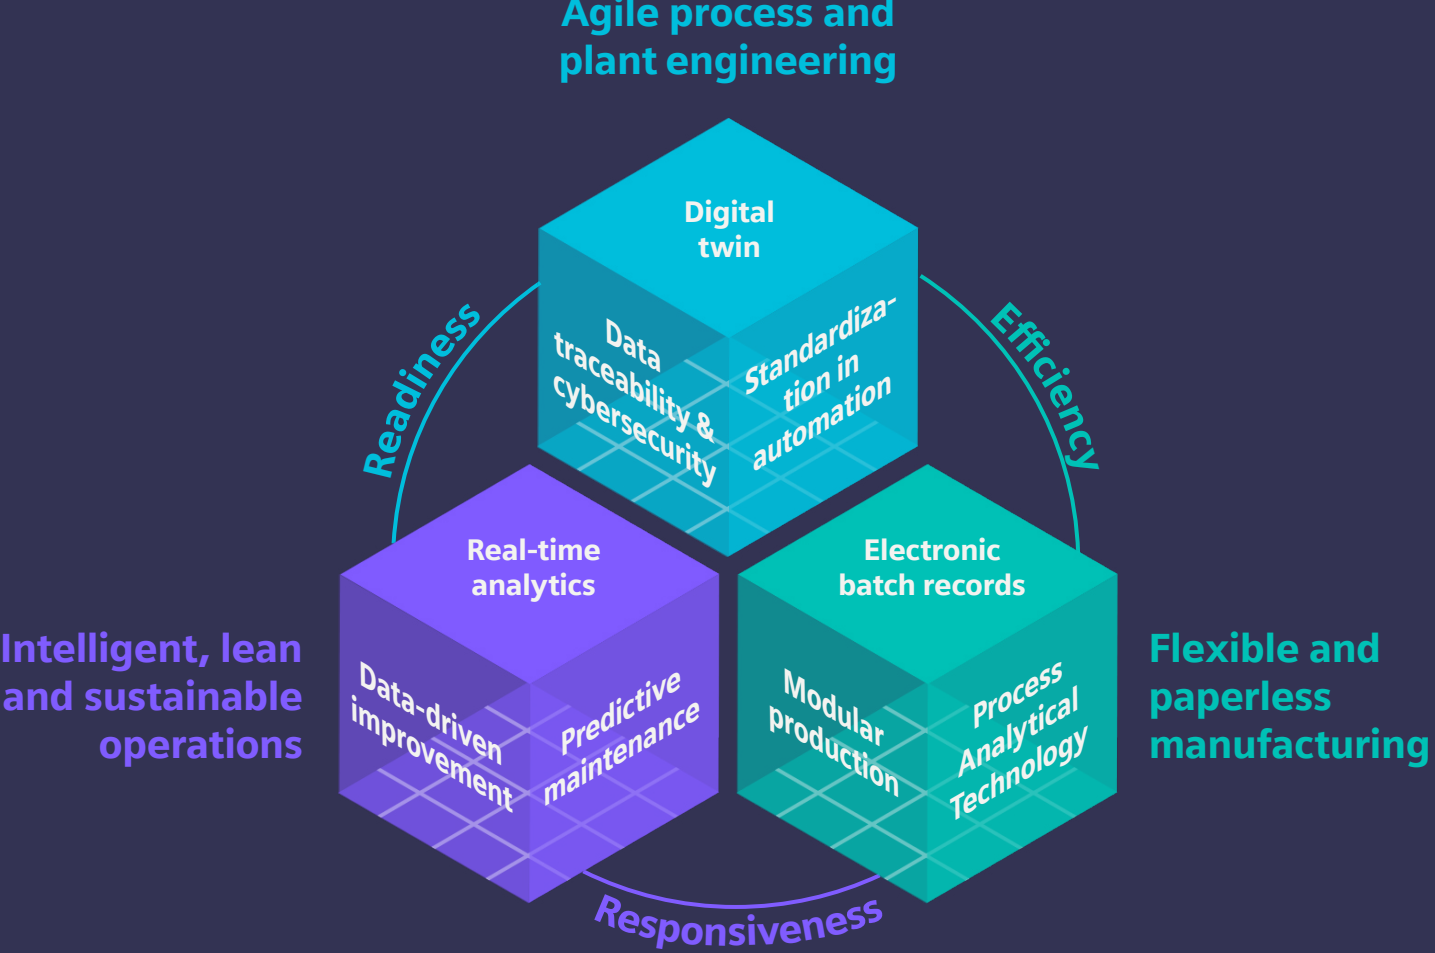 Agile process and
plant engineering
Digital
twin
Data
traceability &
cybersecurity
Standardiza-
tion in
automation
Readiness
Efficiency
Real-time
analytics
Data-driven
improvement
Predictive
maintenance
Electronic
batch records
Modular
production
Process
Analytical
Technology
Intelligent, lean
and sustainable
operations
Flexible and
paperless
manufacturing
Responsiveness